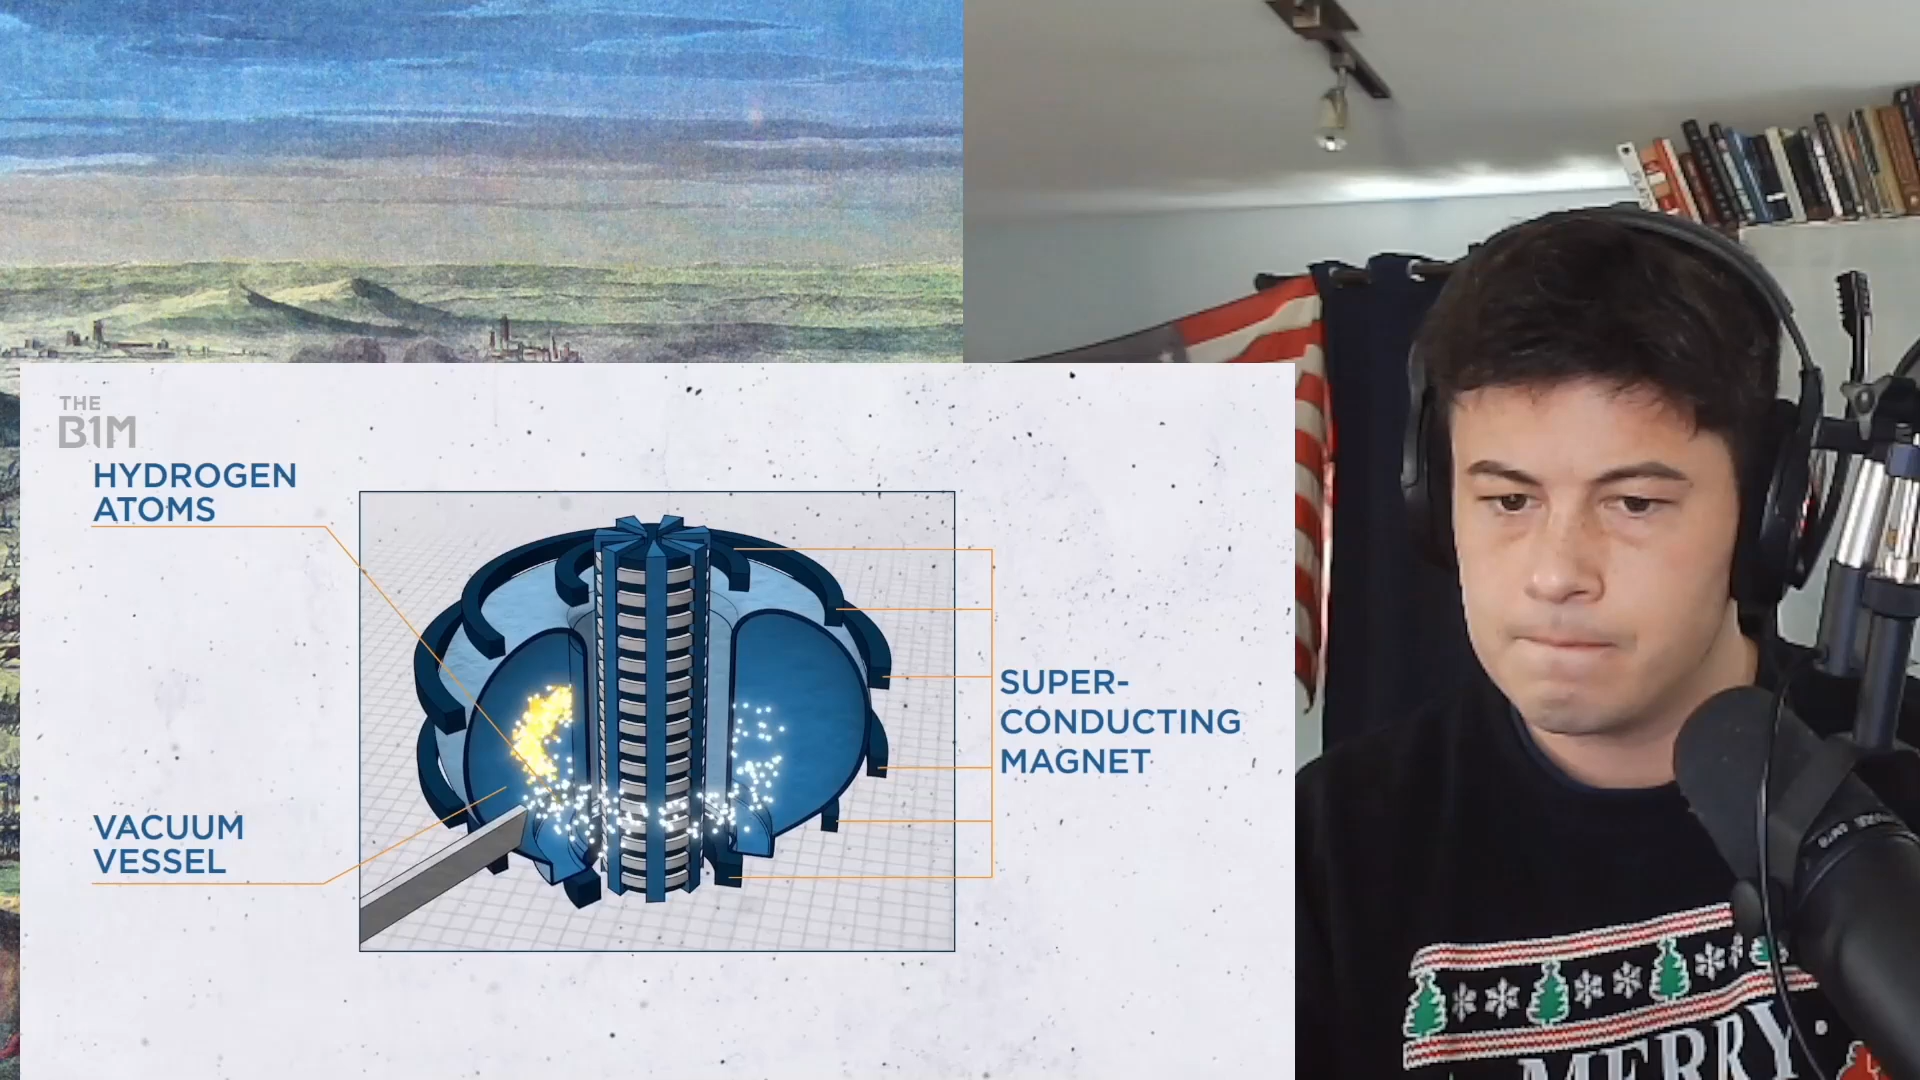 THE
B1M
HYDROGEN
ATOMS
VACUUM
VESSEL
SUPER-
CONDUCTING
MAGNET
MERRY